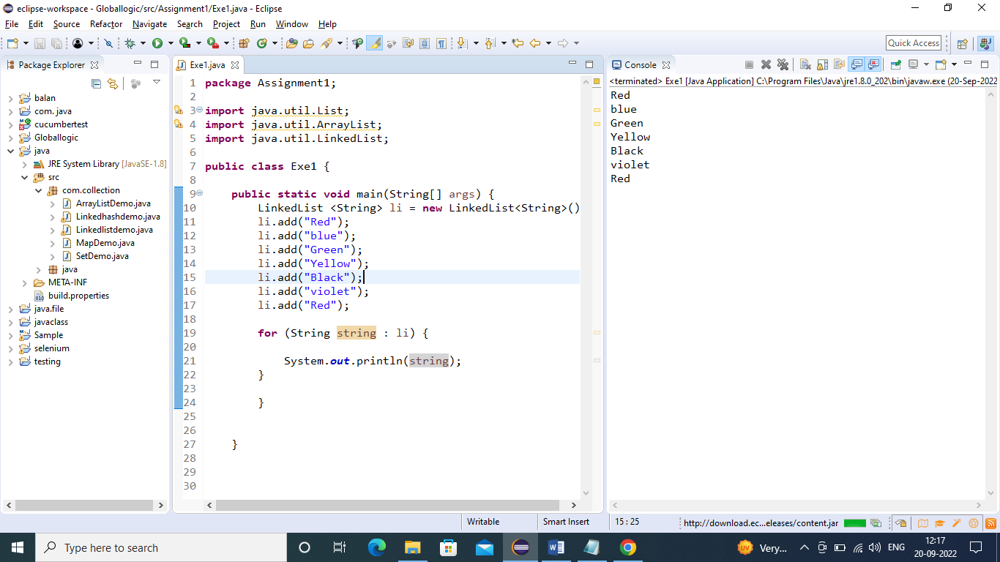 eclipse-workspace - Globallogic/src/Assignment1/Exe1.java - Eclipse
File Edit Source Refactor Navigate Search Project Run Window Help
Quick Access
Package Explorer
balan
com. java
cucumbertest
Globallogic
java
JRE System Library [JavaSE-1.8]
src
com.collection
ArrayListDemo.java
Linkedhashdemo.java
Linkedlistdemo.java
MapDemo.java
SetDemo.java
java
META-INF
build.properties
java.file
javaclass
Sample
selenium
testing
Exe1.java
1 package Assignment1;
2
3 import java.util.List;
4 import java.util.ArrayList;
5 import java.util.LinkedList;
6
7 public class Exe1 {
8
9 public static void main(String[] args) {
10 LinkedList <String> li = new LinkedList<String>()
11 li.add("Red");
12 li.add("blue");
13 li.add("Green");
14 li.add("Yellow");
15 li.add("Black");
16 li.add("violet");
17 li.add("Red");
18
19 for (String string : li) {
20
21 System.out.println(string);
22 }
23
24 }
25
26
27 }
28
29
30
Console
<terminated> Exe1 [Java Application] C:\Program Files\Java\jre1.8.0_202\bin\javaw.exe (20-Sep-2022
Red
blue
Green
Yellow
Black
violet
Red
Writable Smart Insert 15 : 25 http://download.ec...eleases/content.jar
Type here to search
UV Very... ENG 12:17
20-09-2022